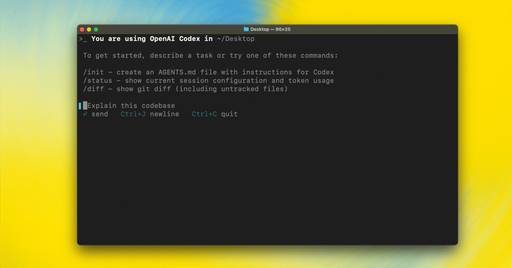 Desktop — 96x35
>_ You are using OpenAI Codex in ~/Desktop
To get started, describe a task or try one of these commands:
/init – create an AGENTS.md file with instructions for Codex
/status – show current session configuration and token usage
/diff – show git diff (including untracked files)
Explain this codebase
⏎ send Ctrl+J newline Ctrl+C quit